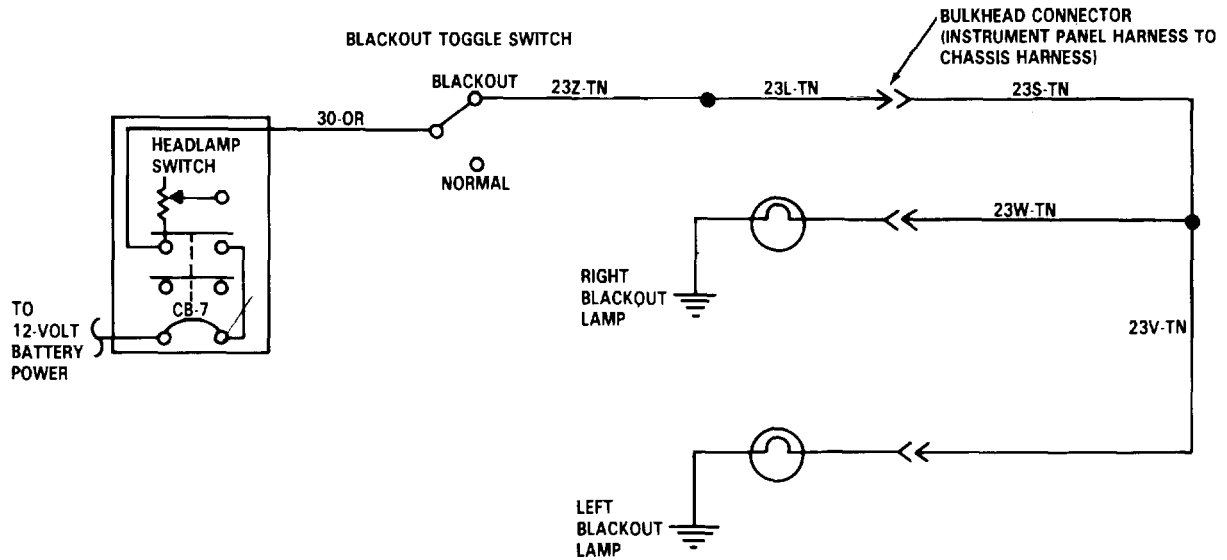 BULKHEAD CONNECTOR
(INSTRUMENT PANEL HARNESS TO
CHASSIS HARNESS)
BLACKOUT TOGGLE SWITCH
BLACKOUT
23Z-TN
23L-TN
23S-TN
30-OR
HEADLAMP
SWITCH
NORMAL
23W-TN
RIGHT
BLACKOUT
LAMP
CB-7
TO
12-VOLT
BATTERY
POWER
23V-TN
LEFT
BLACKOUT
LAMP